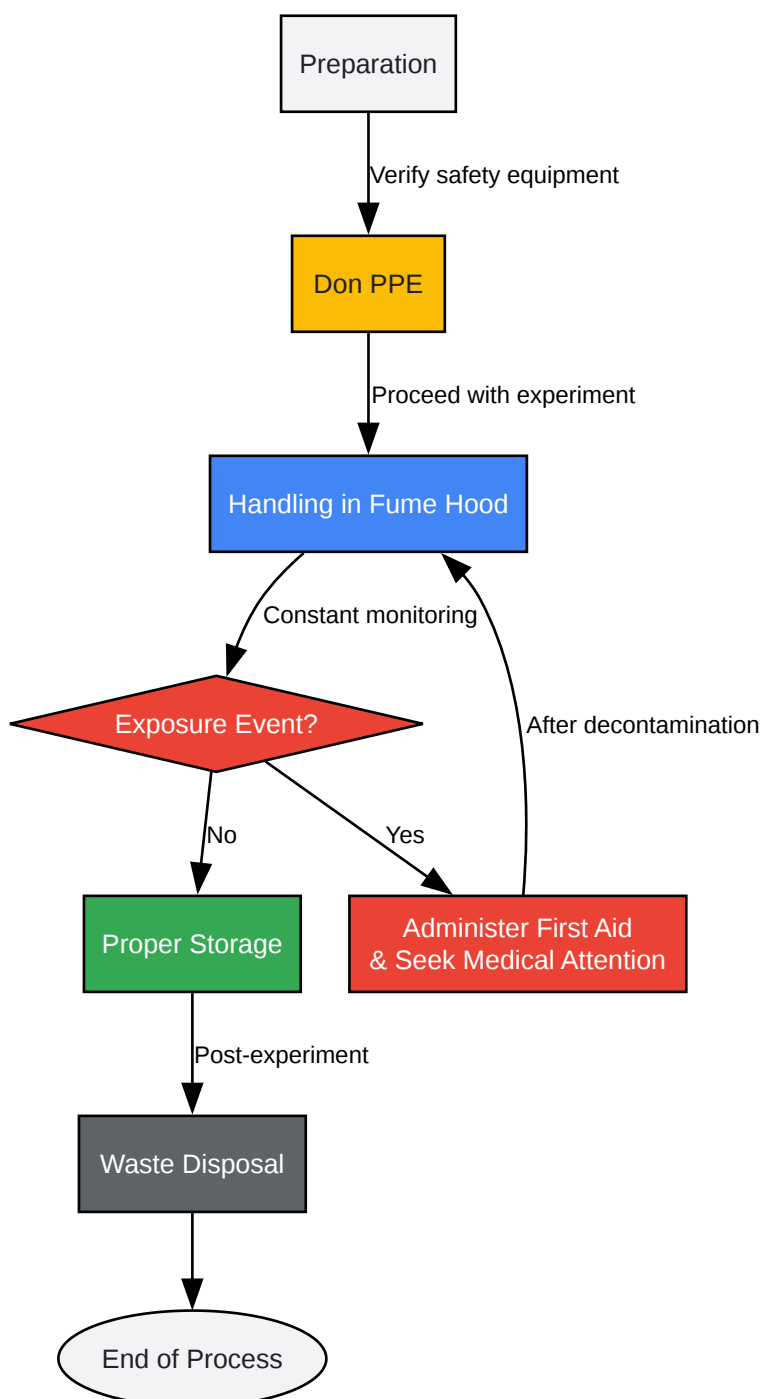 Preparation
Verify safety equipment
Don PPE
Proceed with experiment
Handling in Fume Hood
Constant monitoring
Exposure Event?
After decontamination
No
Yes
Proper Storage
Administer First Aid
& Seek Medical Attention
Post-experiment
Waste Disposal
End of Process